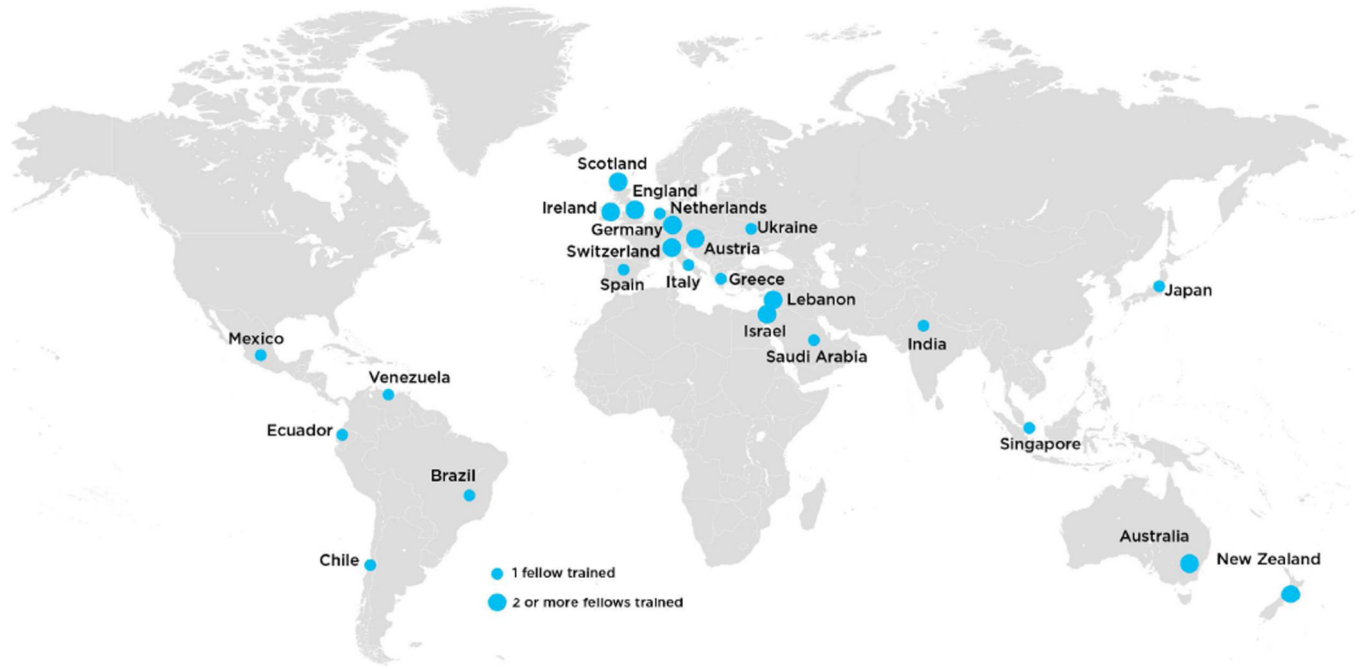 Scotland
England
Ireland
Netherlands
Germany
Ukraine
Switzerland
Austria
Spain
Italy
Greece
Lebanon
Israel
Saudi Arabia
Japan
India
Mexico
Venezuela
Ecuador
Singapore
Brazil
Australia
Chile
New Zealand
1 fellow trained
2 or more fellows trained